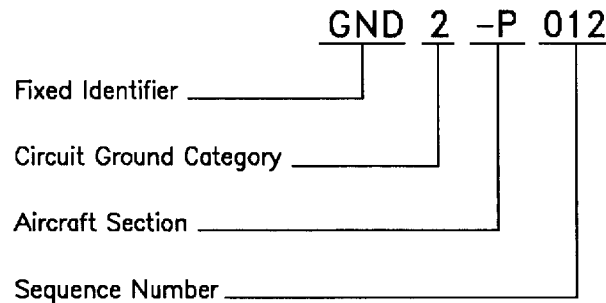 GND 2 -P 012
Fixed Identifier
Circuit Ground Category
Aircraft Section
Sequence Number